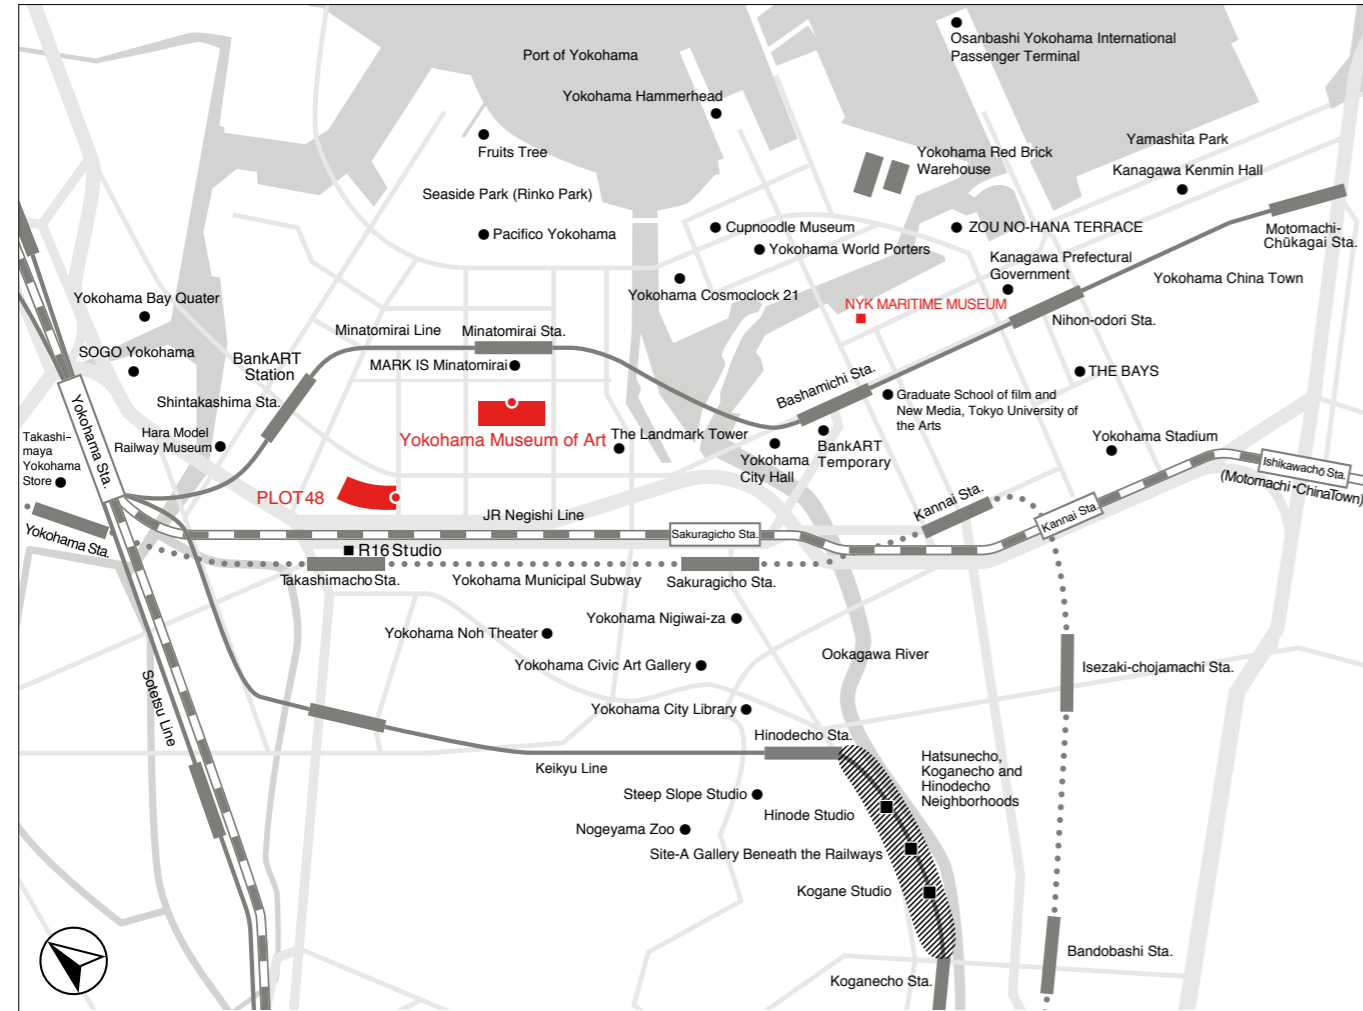 Port of Yokohama
Osanbashi Yokohama International
Passenger Terminal
Yokohama Hammerhead
Fruits Tree
Yokohama Red Brick
Warehouse
Yamashita Park
Kanagawa Kenmin Hall
Seaside Park (Rinko Park)
Pacifico Yokohama
Cupnoodle Museum
Yokohama World Porters
ZOU NO-HANA TERRACE
Motomachi-
Chūkagai Sta.
Kanagawa Prefectural
Government
Yokohama China Town
Yokohama Cosmoclock 21
NYK MARITIME MUSEUM
Nihon-odori Sta.
Yokohama Bay Quater
Minatomirai Line
Minatomirai Sta.
SOGO Yokohama
BankART
Station
MARK IS Minatomirai
Bashamichi Sta.
THE BAYS
Shintakashima Sta.
Graduate School of film and
New Media, Tokyo University of
the Arts
Yokohama Sta.
Takashi-
maya
Yokohama
Store
Hara Model
Railway Museum
Yokohama Museum of Art
The Landmark Tower
Yokohama
City Hall
BankART
Temporary
Yokohama Stadium
Ishikawachō Sta.
(Motomachi•ChinaTown)
PLOT48
JR Negishi Line
Kannai Sta.
Kannai Sta.
Yokohama Sta.
Sakuragicho Sta.
R16 Studio
Takashimacho Sta.
Yokohama Municipal Subway
Sakuragicho Sta.
Yokohama Nigiwai-za
Yokohama Noh Theater
Yokohama Civic Art Gallery
Ookagawa River
Isezaki-chojamachi Sta.
Sotetsu Line
Yokohama City Library
Hinodecho Sta.
Keikyu Line
Hatsunecho,
Koganecho and
Hinodecho
Neighborhoods
Steep Slope Studio
Hinode Studio
Nogeyama Zoo
Site-A Gallery Beneath the Railways
Kogane Studio
Bandobashi Sta.
Koganecho Sta.